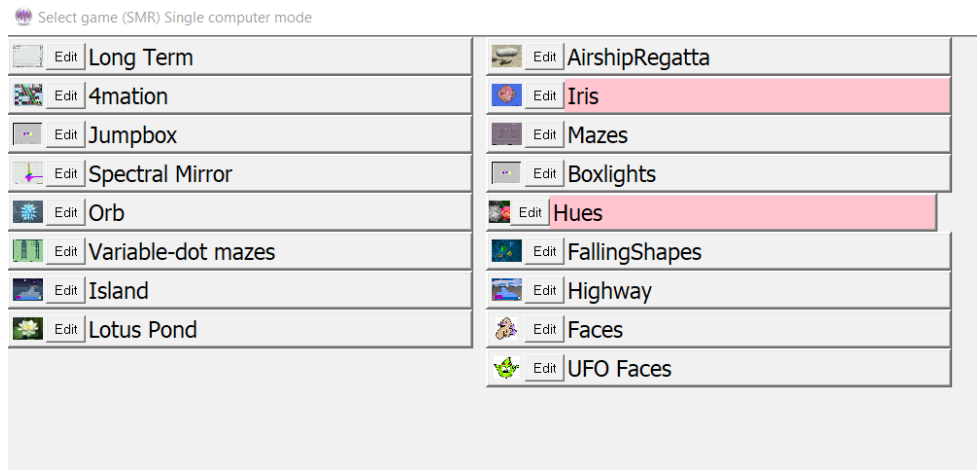 Select game (SMR) Single computer mode
Edit Long Term
Edit 4mation
Edit Jumpbox
Edit Spectral Mirror
Edit Orb
Edit Variable-dot mazes
Edit Island
Edit Lotus Pond
Edit AirshipRegatta
Edit Iris
Edit Mazes
Edit Boxlights
Edit Hues
Edit FallingShapes
Edit Highway
Edit Faces
Edit UFO Faces